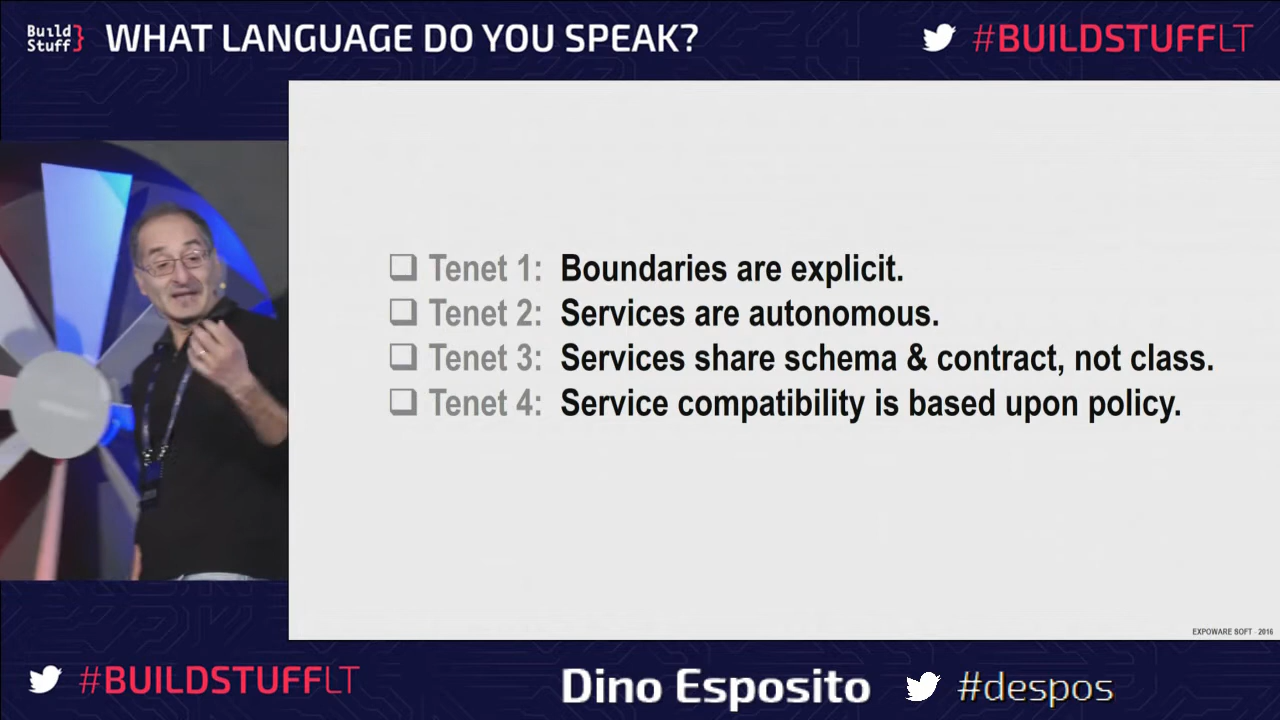 Build Stuff}
WHAT LANGUAGE DO YOU SPEAK?
#BUILDSTUFFLT
❑ Tenet 1: Boundaries are explicit.
❑ Tenet 2: Services are autonomous.
❑ Tenet 3: Services share schema & contract, not class.
❑ Tenet 4: Service compatibility is based upon policy.
EXPOWARE SOFT - 2016
#BUILDSTUFFLT
Dino Esposito
#despos